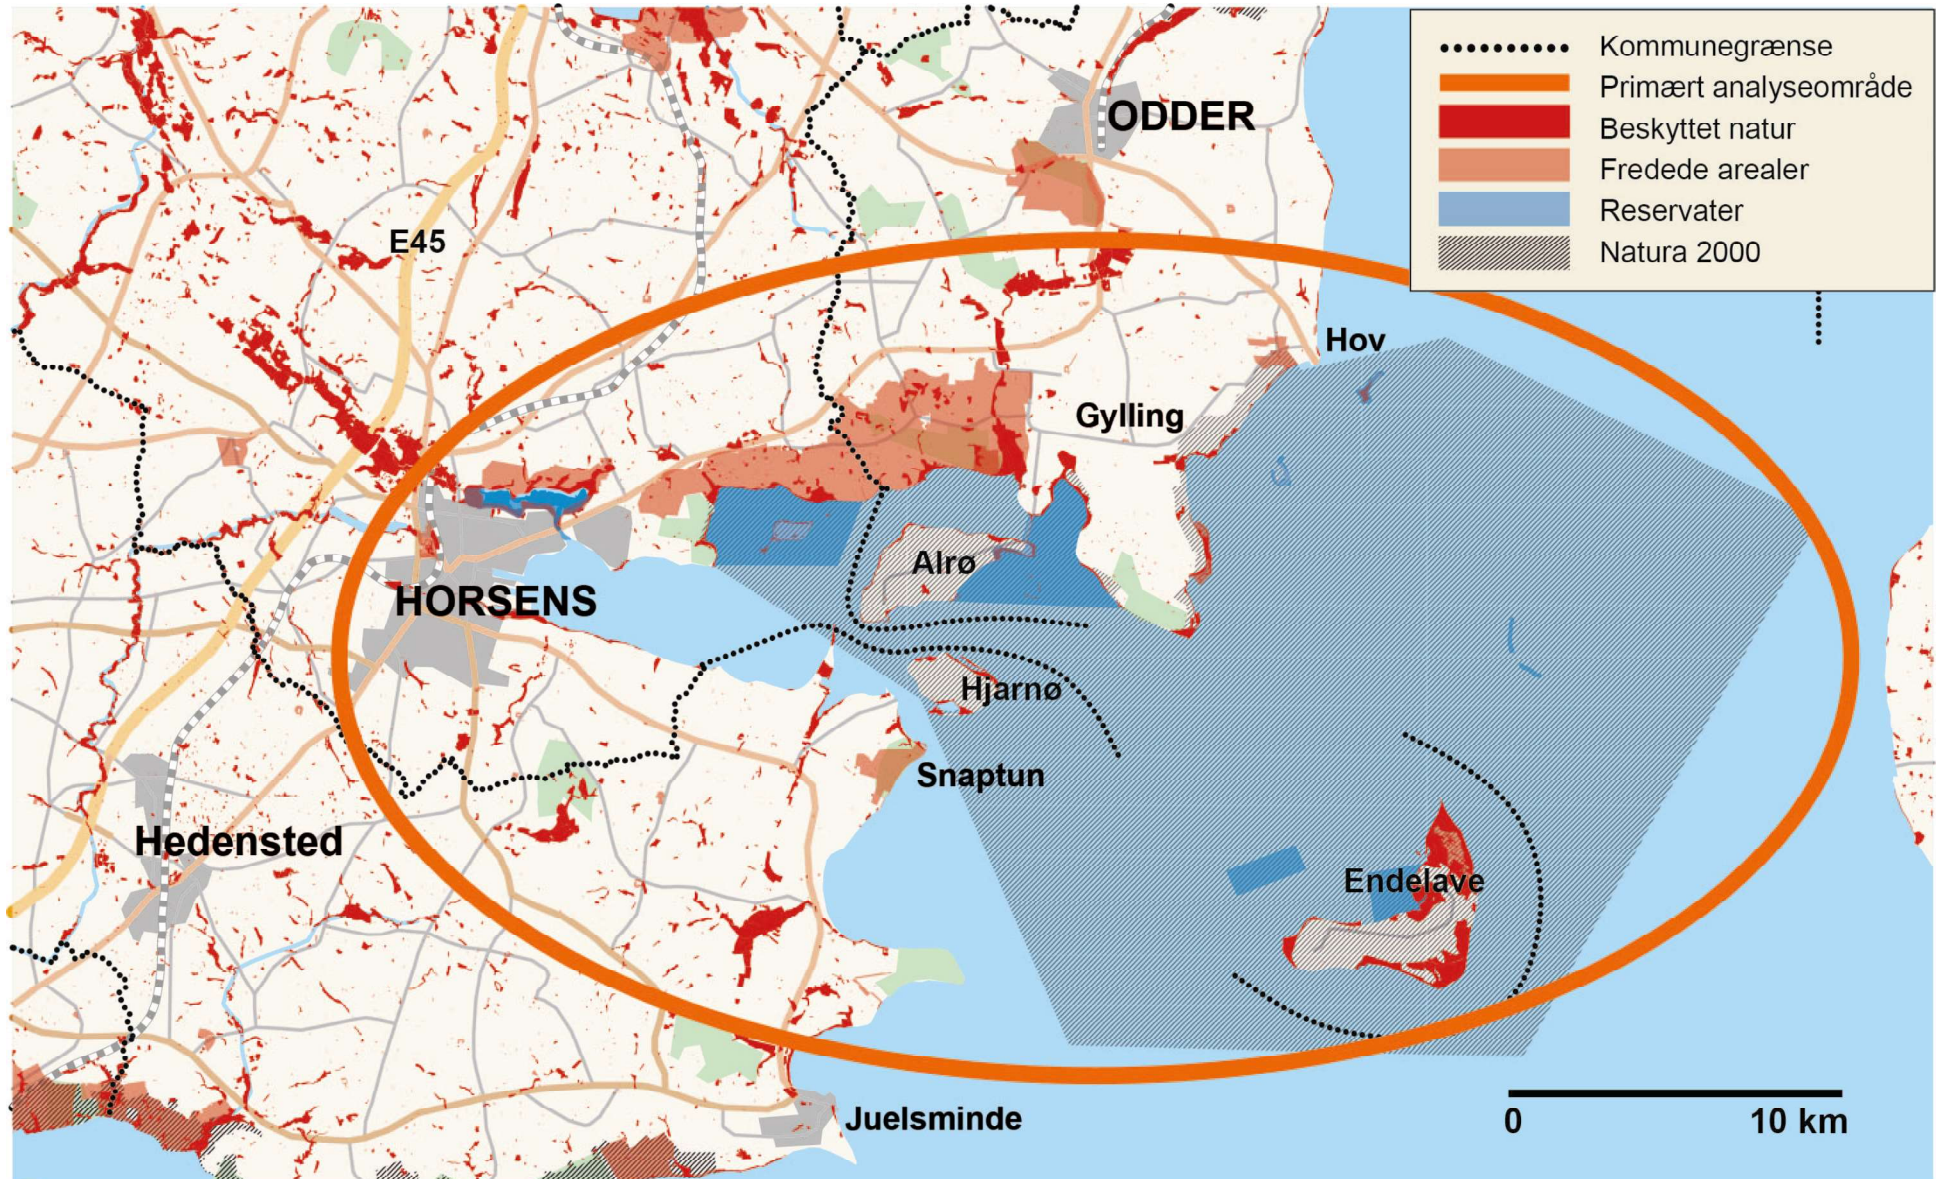 Kommunegrænse
Primært analyseområde
Beskyttet natur
Fredede arealer
Reservater
Natura 2000
ODDER
E45
Hov
Gylling
Alrø
HORSENS
Hjarnø
Snaptun
Hedensted
Endelave
Juelsminde
0 10 km